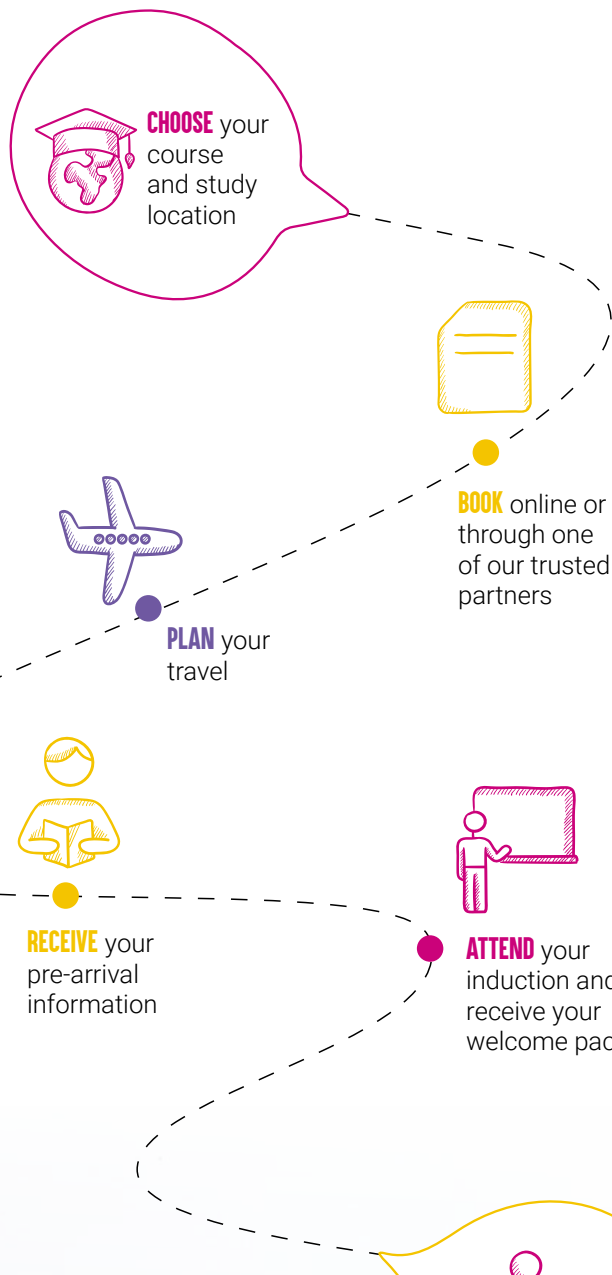 CHOOSE your
course
and study
location
BOOK online or
through one
of our trusted
partners
PLAN your
travel
RECEIVE your
pre-arrival
information
ATTEND your
induction
receive your
welcome